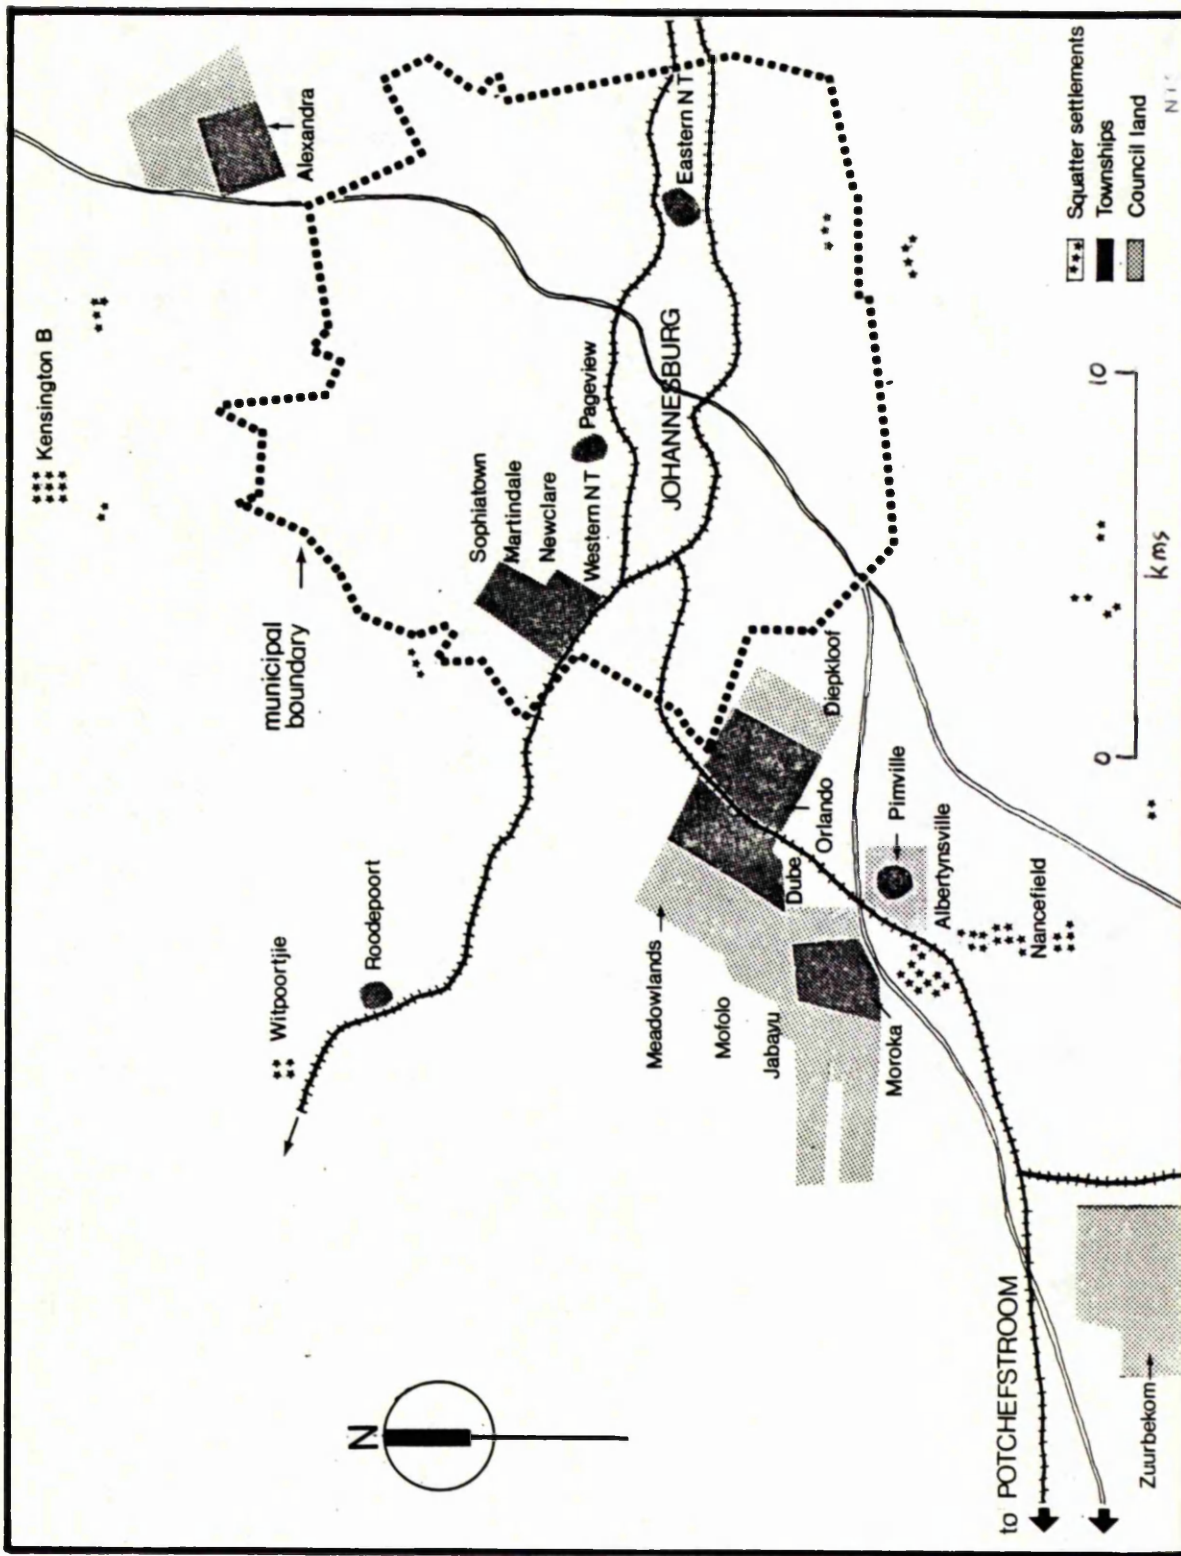 Kensington B
Alexandra
municipal
boundary
Sophiatown
Martindale
Newclare
Western NT
Pageview
Eastern NT
JOHANNESBURG
Witpoortjie
Roodepoort
Meadowlands
Mofolo
Jabavu
Moroka
Dube
Orlando
Diepkloof
Pimville
Albertynsville
Nancefield
N
to POTCHEFSTROOM
Zuurbekom
0
10
kms
Squatter settlements
Townships
Council land